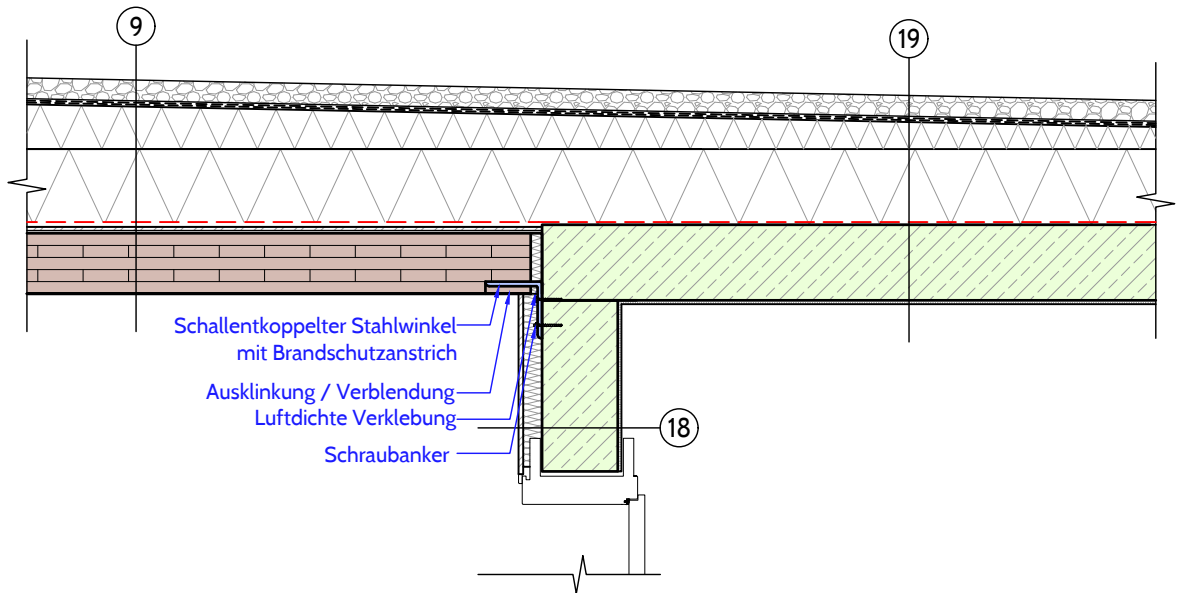 9
19
Schallentkoppelter Stahlwinkel
mit Brandschutzanstrich
Ausklinkung / Verblendung
Luftdichte Verklebung
18
Schraubanker